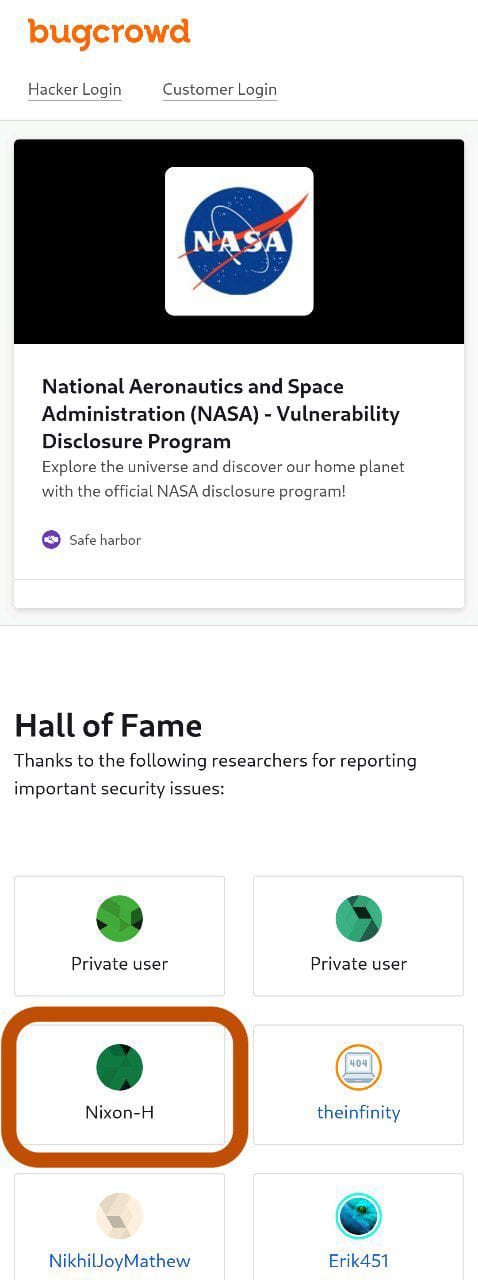 bugcrowd
Hacker Login
Customer Login
NASA
National Aeronautics and Space
Administration (NASA) - Vulnerability
Disclosure Program
Explore the universe and discover our home planet
with the official NASA disclosure program!
Safe harbor
Hall of Fame
Thanks to the following researchers for reporting
important security issues:
Private user
Private user
Nixon-H
404
theinfinity
NikhilJoyMathew
Erik451